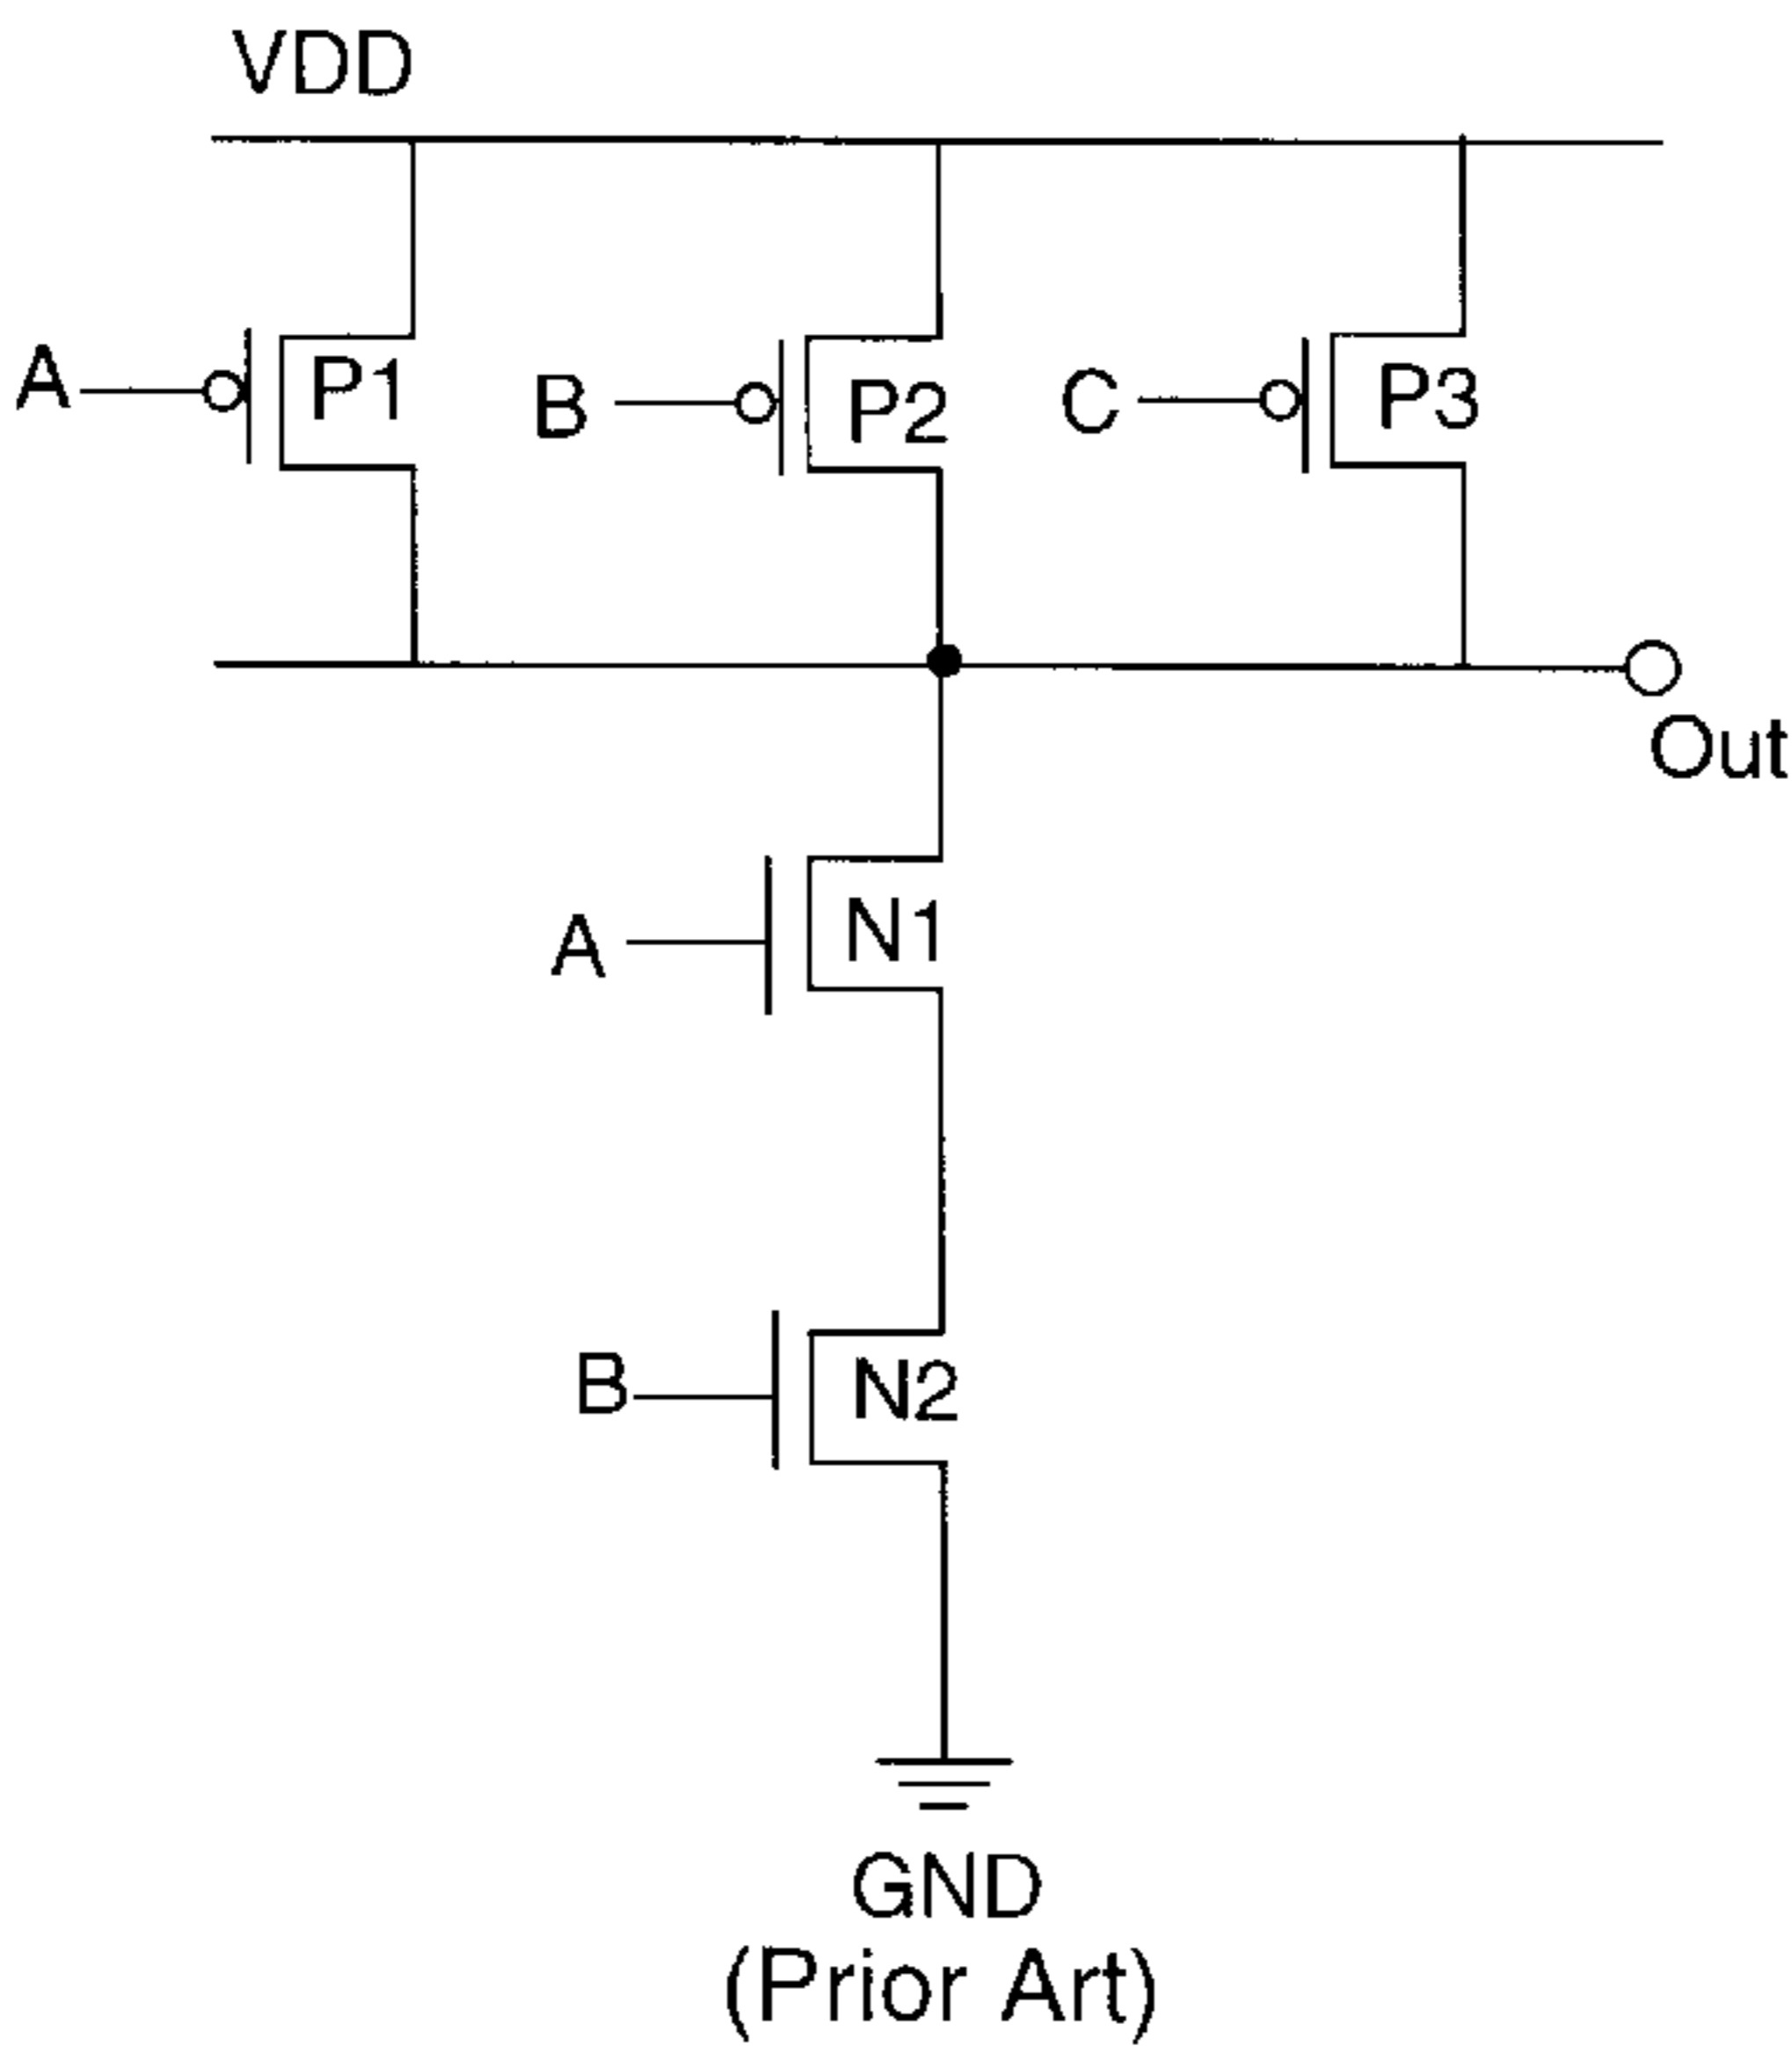 VDD
A P1 B P2 C P3
Out
A N1
B N2
GND
(Prior Art)